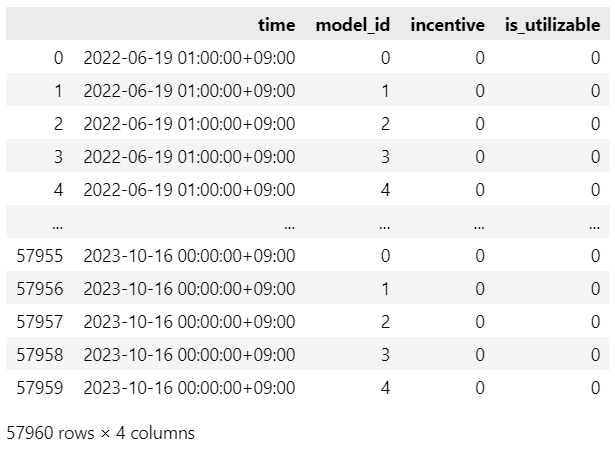 time model_id incentive is_utilizable
0 2022-06-19 01:00:00+09:00 0 0 0
1 2022-06-19 01:00:00+09:00 1 0 0
2 2022-06-19 01:00:00+09:00 2 0 0
3 2022-06-19 01:00:00+09:00 3 0 0
4 2022-06-19 01:00:00+09:00 4 0 0
... ... ... ... ...
57955 2023-10-16 00:00:00+09:00 0 0 0
57956 2023-10-16 00:00:00+09:00 1 0 0
57957 2023-10-16 00:00:00+09:00 2 0 0
57958 2023-10-16 00:00:00+09:00 3 0 0
57959 2023-10-16 00:00:00+09:00 4 0 0
57960 rows × 4 columns